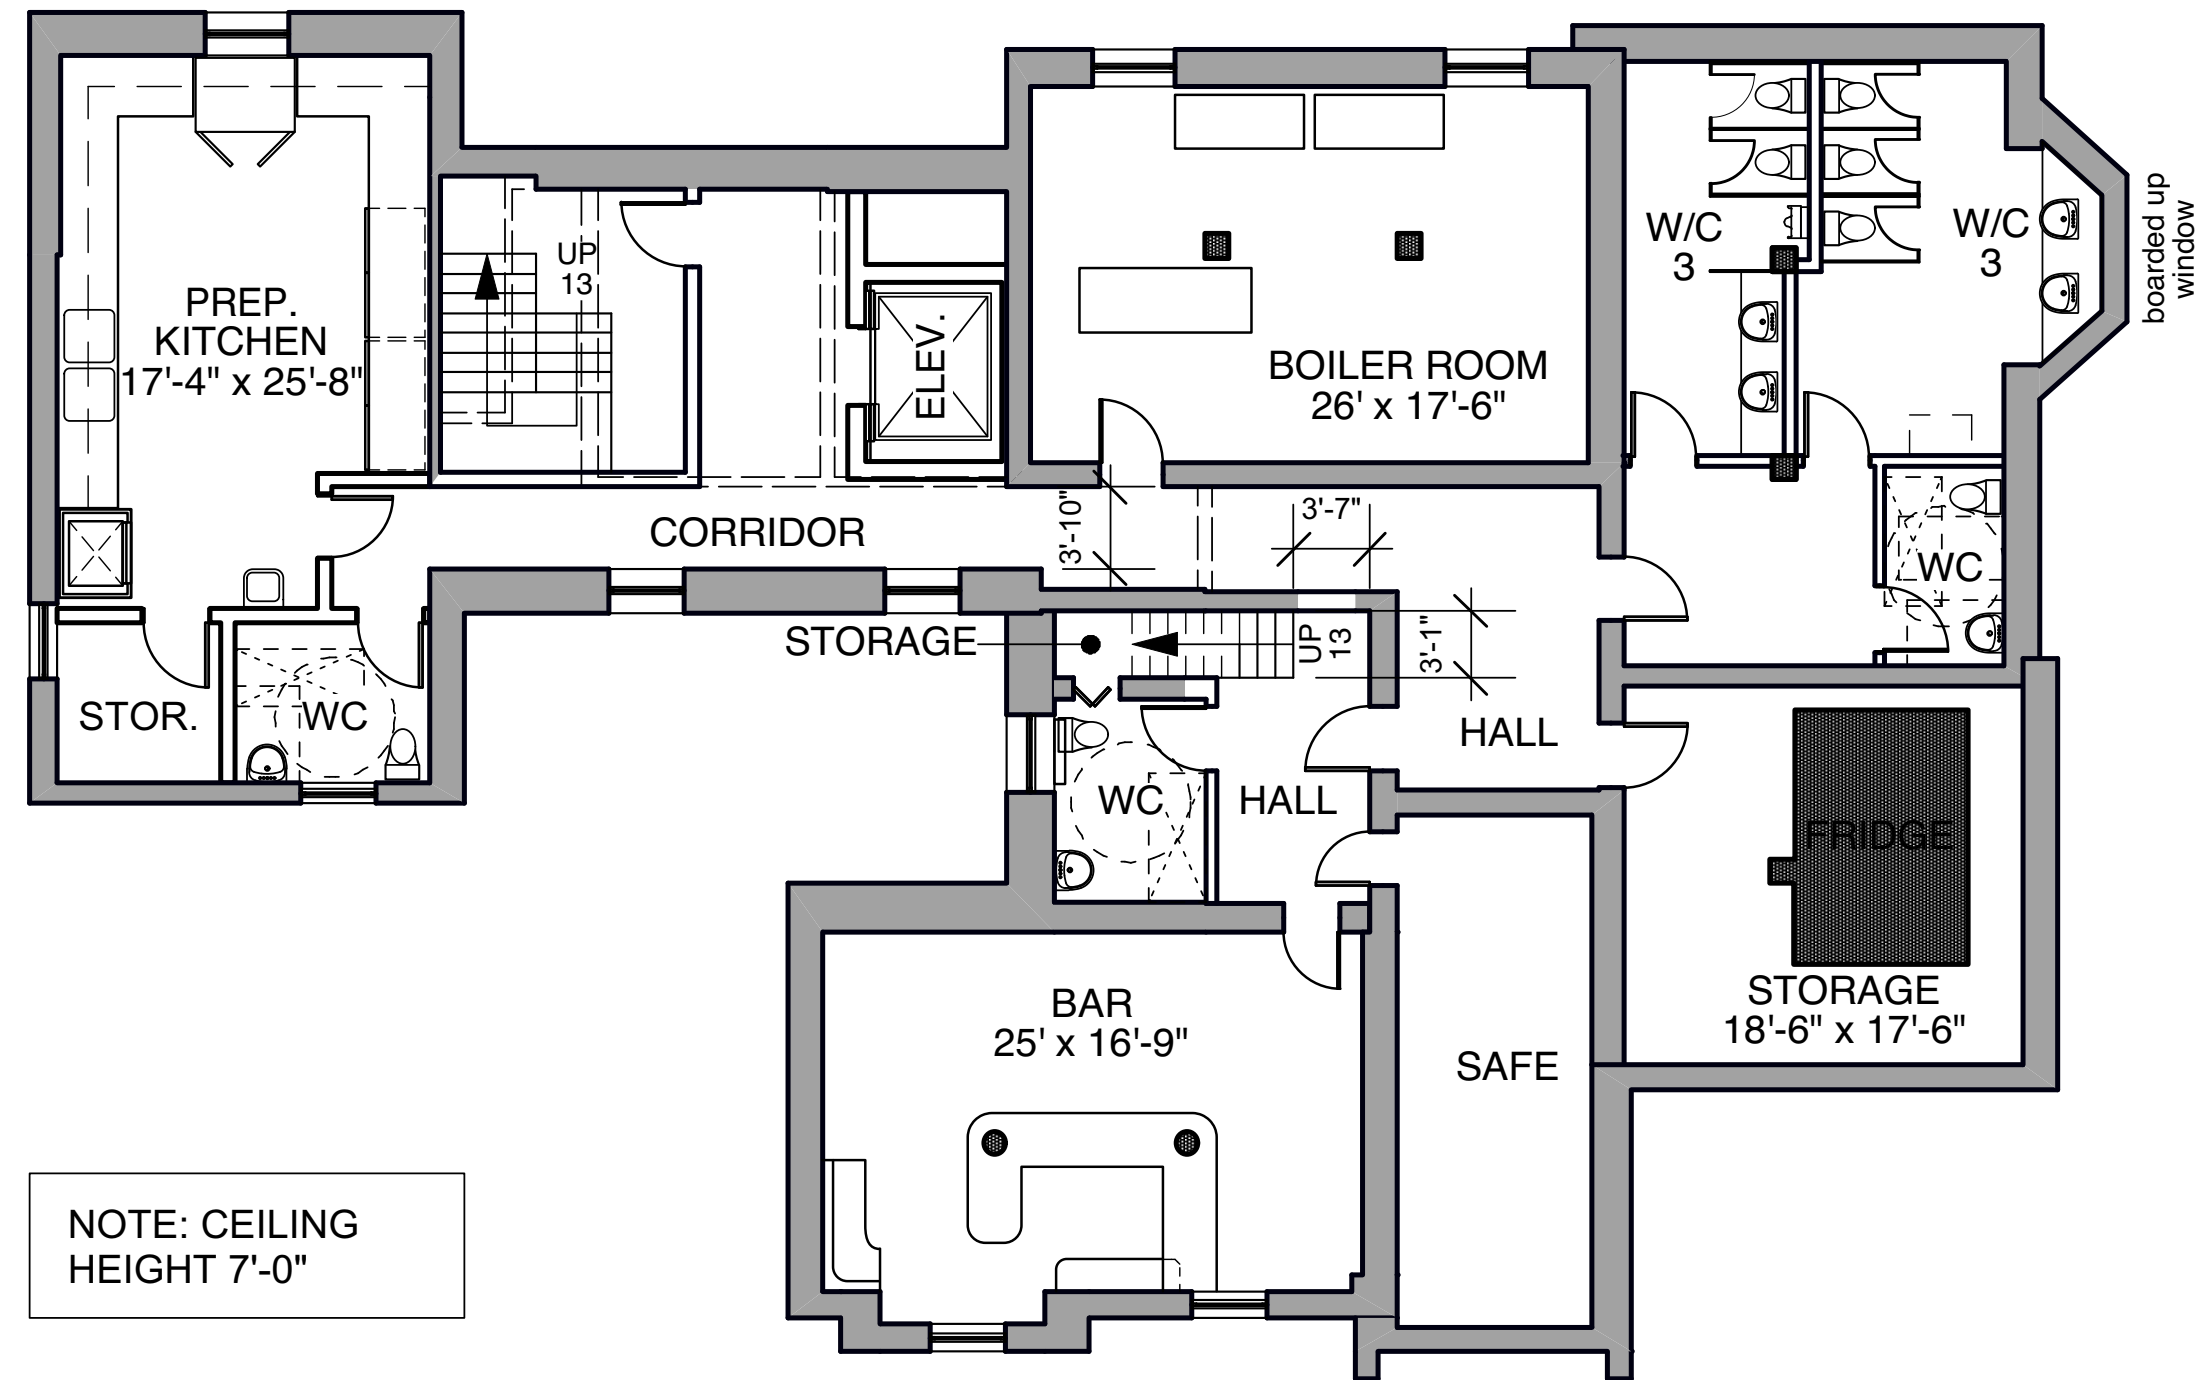 PREP.
KITCHEN
17'-4" x 25'-8"
UP
13
ELEV.
BOILER ROOM
26' x 17'-6"
W/C
3
W/C
3
boarded up
window
CORRIDOR
3'-10"
3'-7"
WC
STORAGE
UP
13
3'-1"
STOR.
WC
HALL
WC
HALL
FRIDGE
STORAGE
18'-6" x 17'-6"
BAR
25' x 16'-9"
SAFE
NOTE: CEILING
HEIGHT 7'-0"